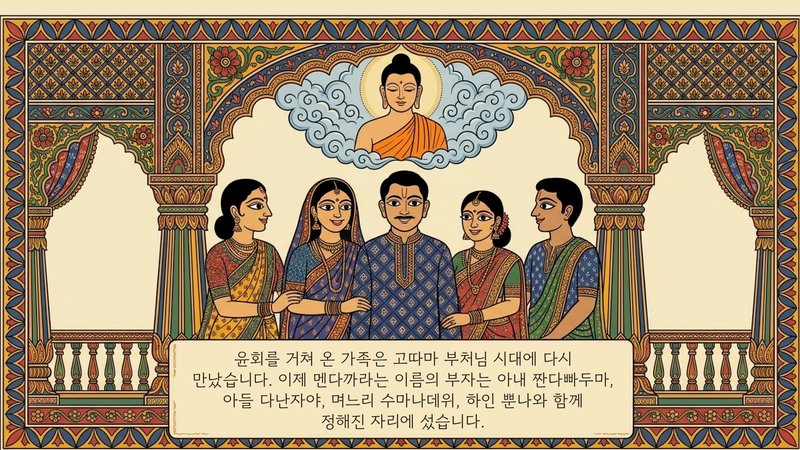 윤회를 거쳐 온 가족은 고따마 부처님 시대에 다시
만났습니다. 이제 멘다까라는 이름의 부자는 아내 짠다빠두마,
아들 다난자야, 며느리 수마나데위, 하인 뿐나와 함께
정해진 자리에 섰습니다.